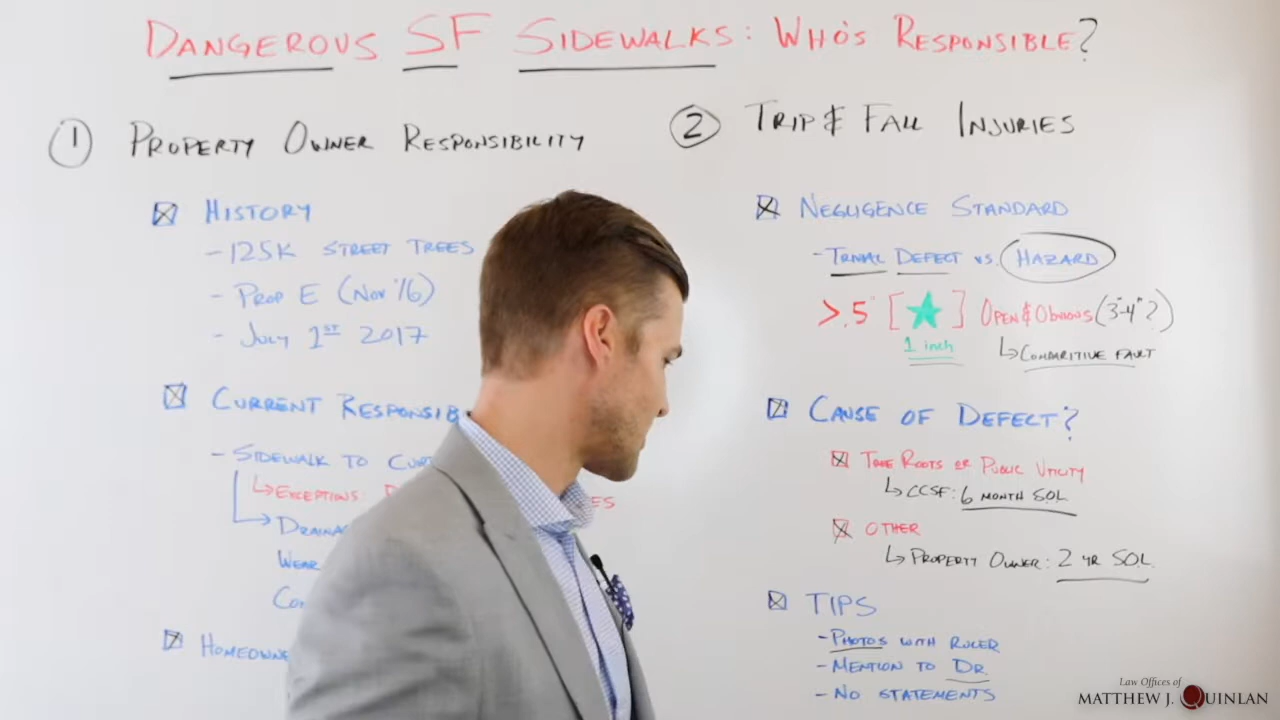 DANGEROUS SF SIDEWALKS: WHO'S RESPONSIBLE?
1 PROPERTY OWNER RESPONSIBILITY
HISTORY
- 125K STREET TREES
- PROP E (NOV '16)
- JULY 1ST 2017
CURRENT RESPONSIB
- SIDEWALK TO
EXCEPTIONS:
ES
DRAINA
WEAR
HOMEOWNE
2 TRIP & FALL INJURIES
NEGLIGENCE STANDARD
- TRIVIAL DEFECT VS. HAZARD
>.5" [★] OPEN & OBVIOUS (3"-4"?)
1 inch
COMPARITIVE FAULT
CAUSE OF DEFECT?
TREE ROOTS OR PUBLIC UTILITY
CCSF: 6 MONTH SOL
OTHER
PROPERTY OWNER: 2 YR SOL
TIPS
- PHOTOS WITH RULER
- MENTION TO DR.
- NO STATEMENTS
Law Offices of
MATTHEW J. QUINLAN